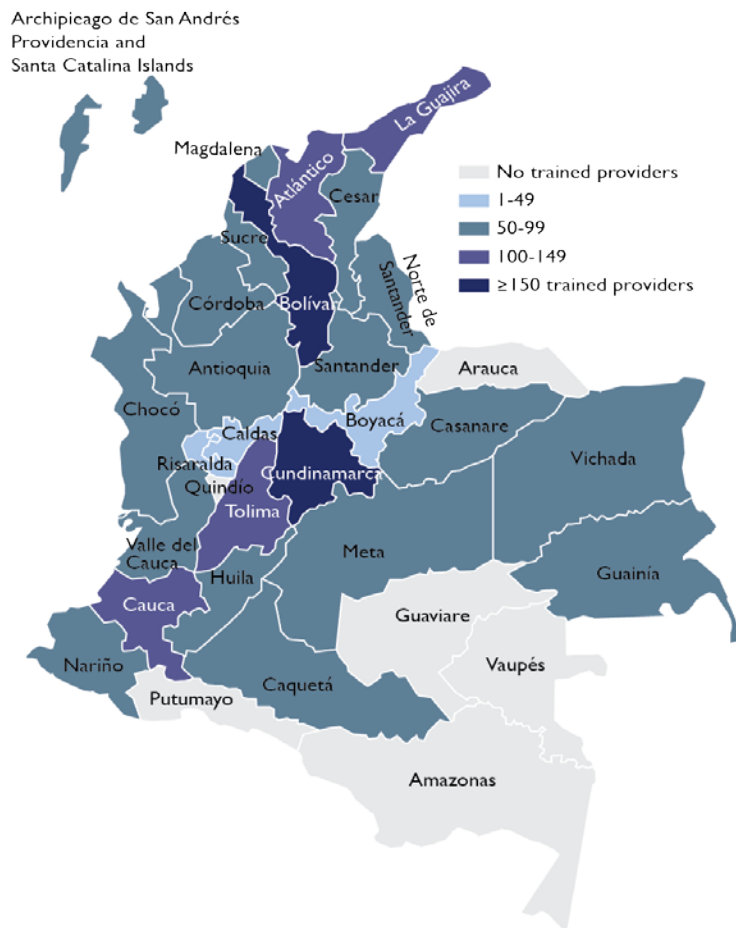 Archipieago de San Andrés
Providencia and
Santa Catalina Islands
La Guajira
Magdalena
Atlántico
No trained providers
Cesar
1-49
50-99
Sucre
100-149
Norte de
Santander
≥150 trained providers
Córdoba
Bolívar
Antioquia
Santander
Arauca
Chocó
Boyacá
Caldas
Casanare
Risaralda
Vichada
Cundinamarca
Quindío
Tolima
Valle del
Cauca
Meta
Huila
Guainía
Cauca
Guaviare
Nariño
Vaupés
Caquetá
Putumayo
Amazonas